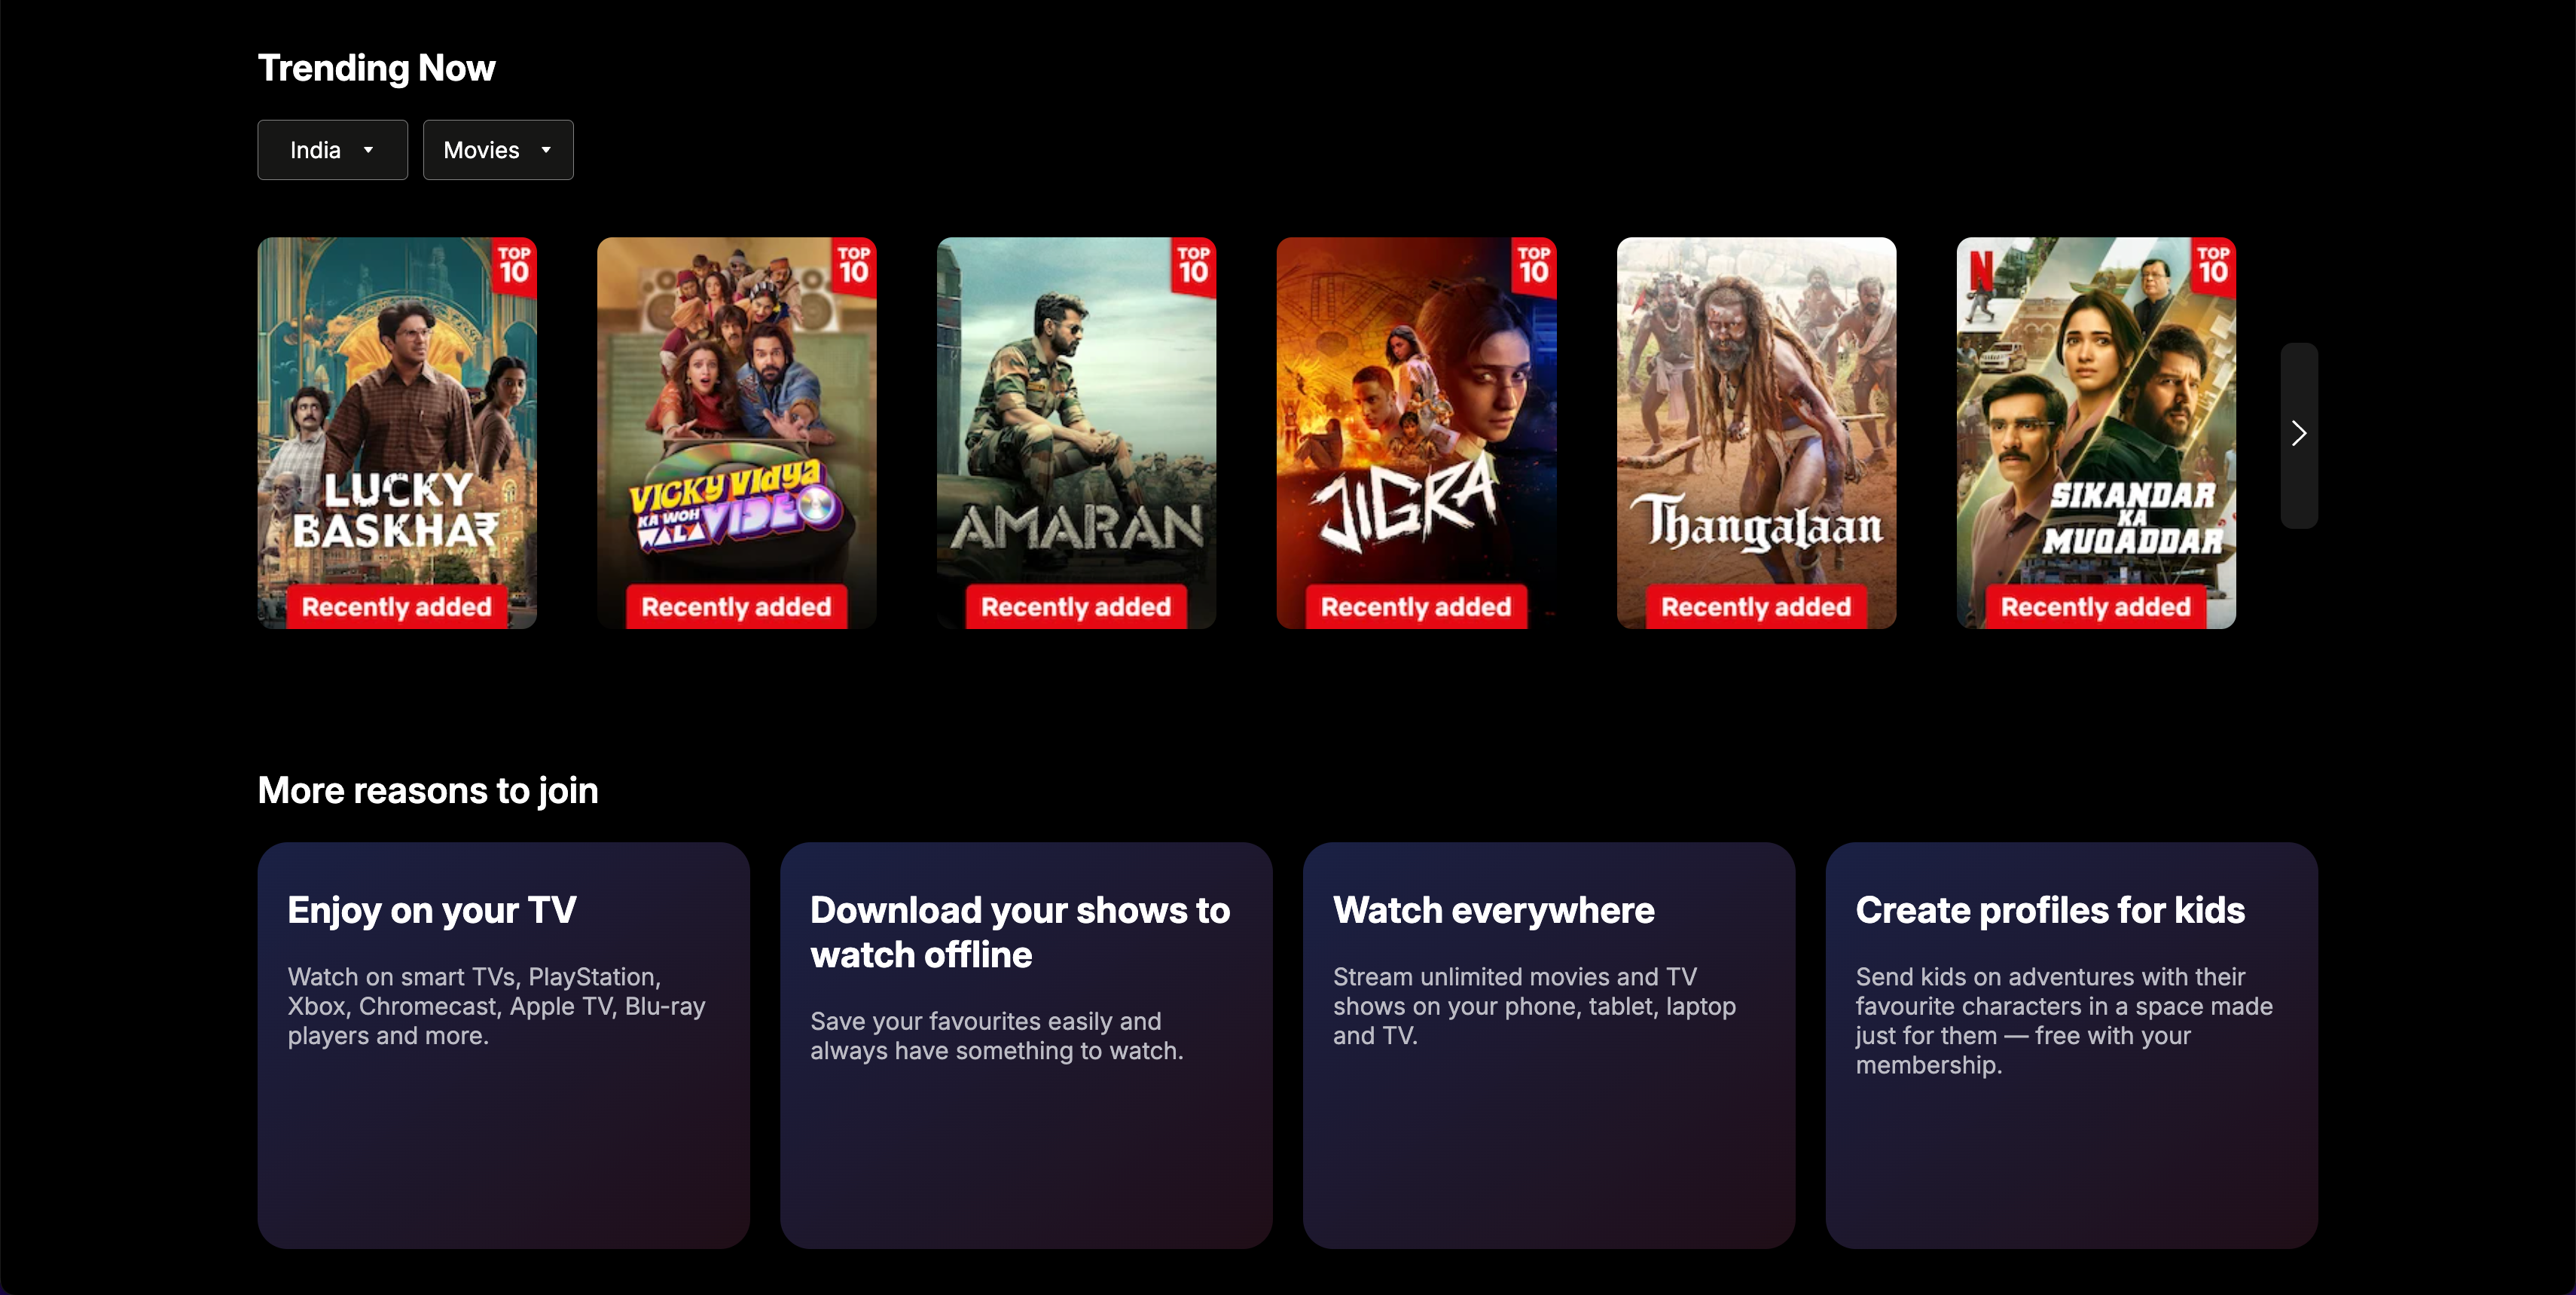 Trending Now
India
Movies
TOP
10
LUCKY
BASKHA₹
Recently added
TOP
10
VICKY VIDYA
KA WOH
WALA VIDEO
Recently added
TOP
10
AMARAN
Recently added
TOP
10
JIGRA
Recently added
Thangalaan
Recently added
N
TOP
10
SIKANDAR
KA
MUQADDAR
Recently added
More reasons to join
Enjoy on your TV
Watch on smart TVs, PlayStation,
Xbox, Chromecast, Apple TV, Blu-ray
players and more.
Download your shows to
watch offline
Save your favourites easily and
always have something to watch.
Watch everywhere
Stream unlimited movies and TV
shows on your phone, tablet, laptop
and TV.
Create profiles for kids
Send kids on adventures with their
favourite characters in a space made
just for them — free with your
membership.